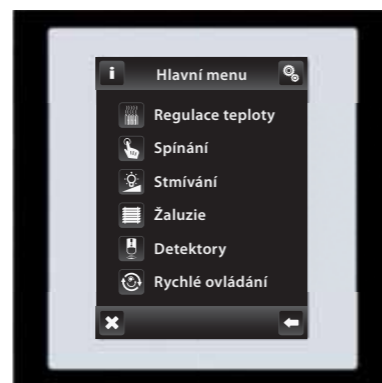 i Hlavní menu
Regulace teploty
Spínání
Stmívání
Žaluzie
Detektory
Rychlé ovládání